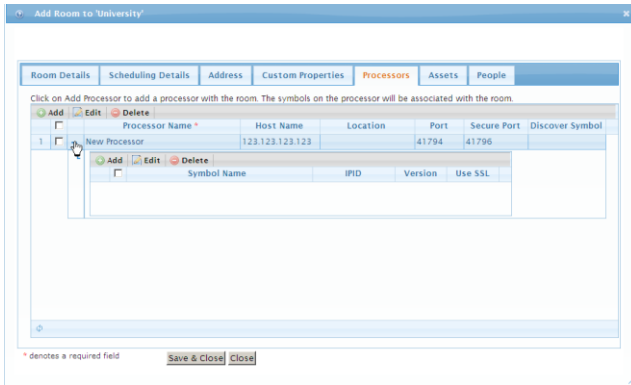 Add Room to 'University'
Room Details Scheduling Details Address Custom Properties Processors Assets People
Click on Add Processor to add a processor with the room. The symbols on the processor will be associated with the room.
Add Edit Delete
Processor Name * Host Name Location Port Secure Port Discover Symbol
1 New Processor 123.123.123.123 41794 41796
Add Edit Delete
Symbol Name IPID Version Use SSL
* denotes a required field Save & Close Close